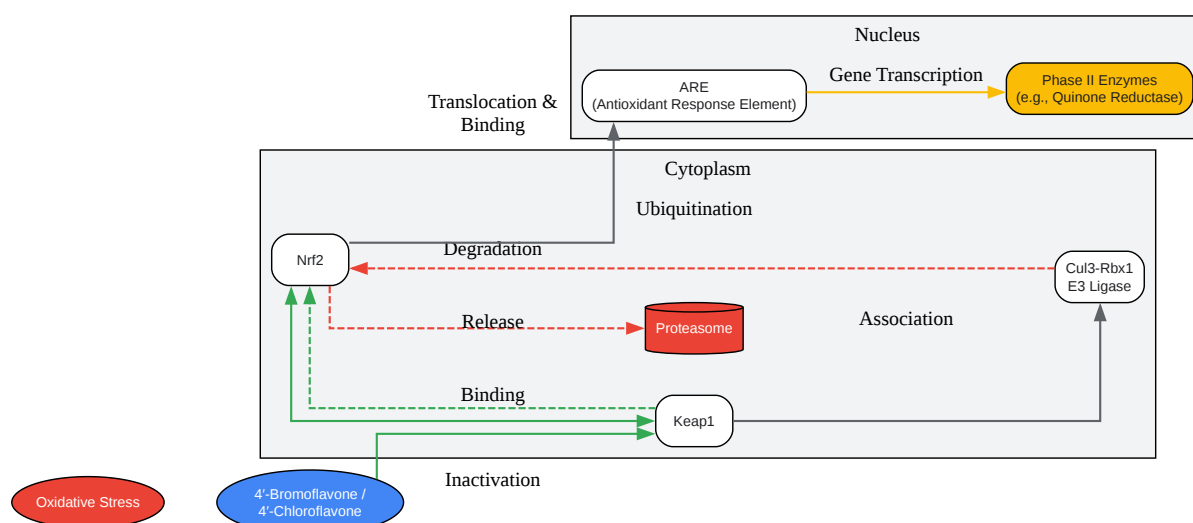 Nucleus
Gene Transcription
ARE
(Antioxidant Response Element)
Phase II Enzymes
(e.g., Quinone Reductase)
Translocation &
Binding
Cytoplasm
Ubiquitination
Degradation
Nrf2
Cul3-Rbx1
E3 Ligase
Release
Proteasome
Association
Binding
Keap1
Inactivation
Oxidative Stress
4′-Bromoflavone /
4′-Chloroflavone